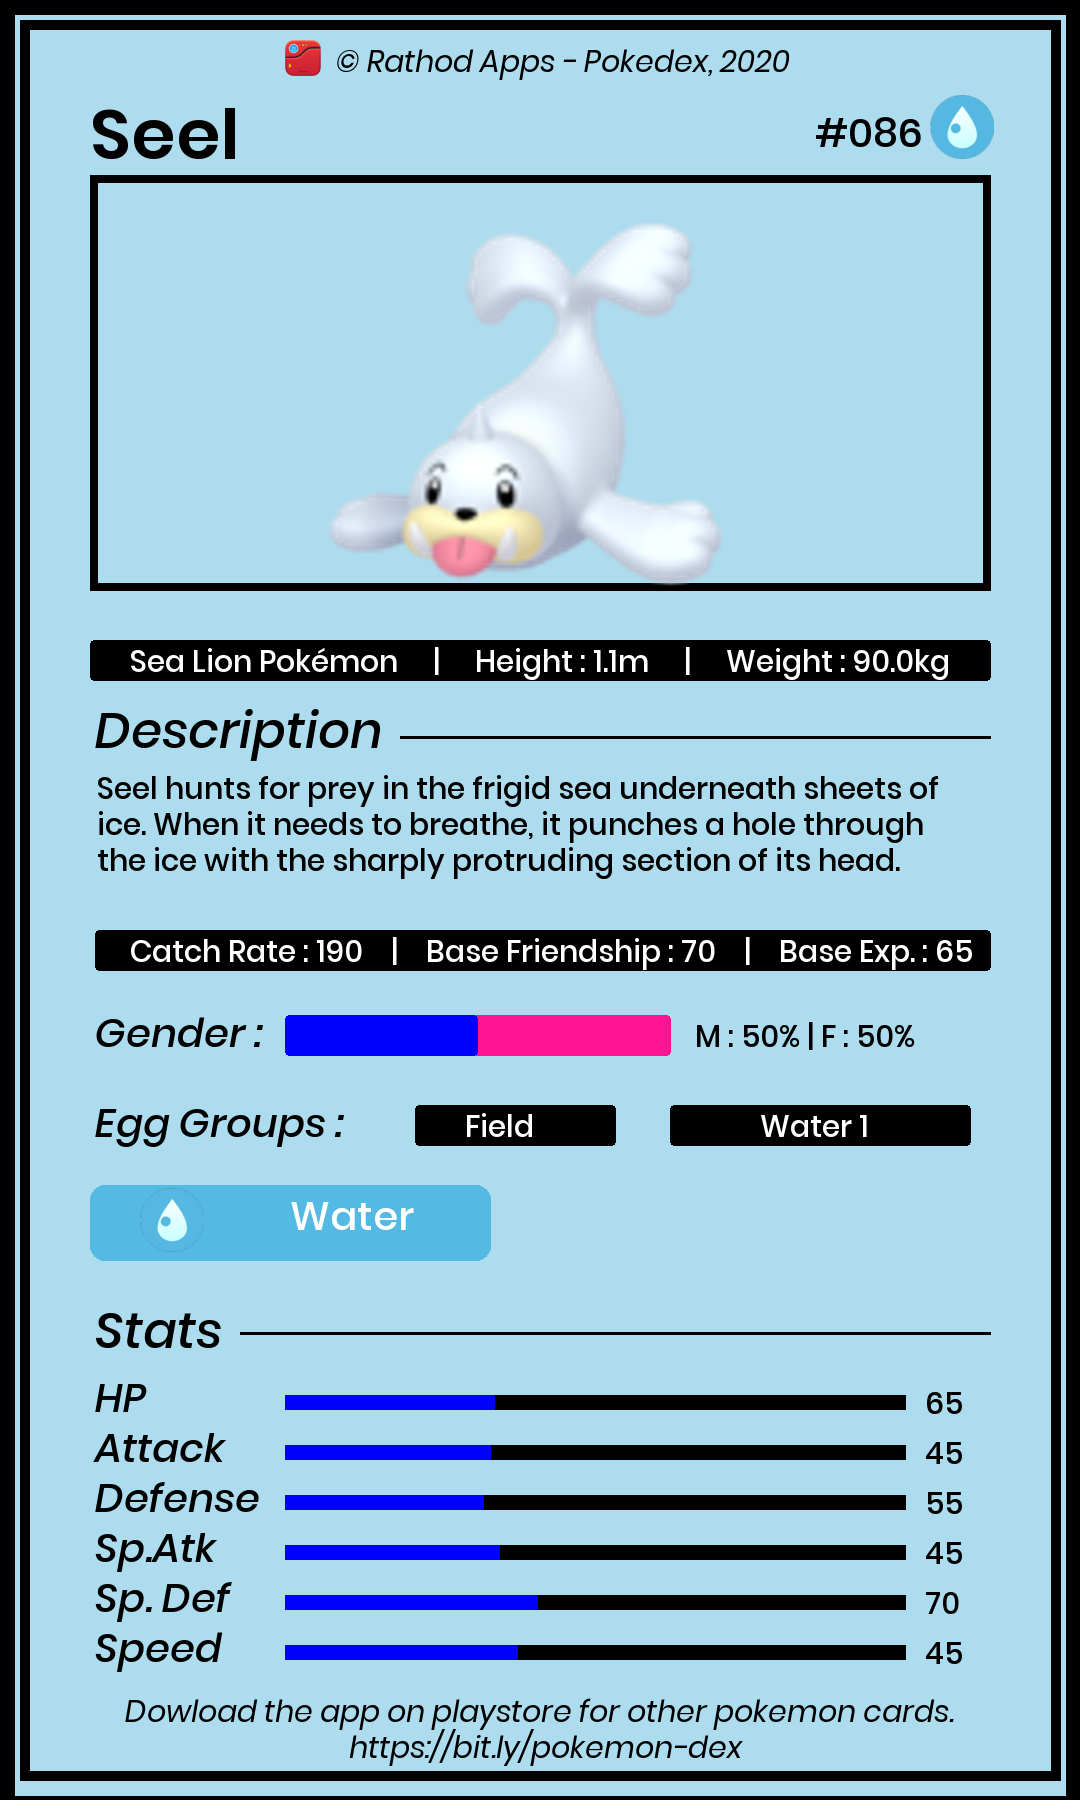 © Rathod Apps - Pokedex, 2020
Seel
#086
Sea Lion Pokémon | Height : 1.1m | Weight : 90.0kg
Description
Seel hunts for prey in the frigid sea underneath sheets of
ice. When it needs to breathe, it punches a hole through
the ice with the sharply protruding section of its head.
Catch Rate : 190 | Base Friendship : 70 | Base Exp. : 65
Gender : M : 50% | F : 50%
Egg Groups : Field Water 1
Water
Stats
HP 65
Attack 45
Defense 55
Sp.Atk 45
Sp. Def 70
Speed 45
Dowload the app on playstore for other pokemon cards.
https://bit.ly/pokemon-dex